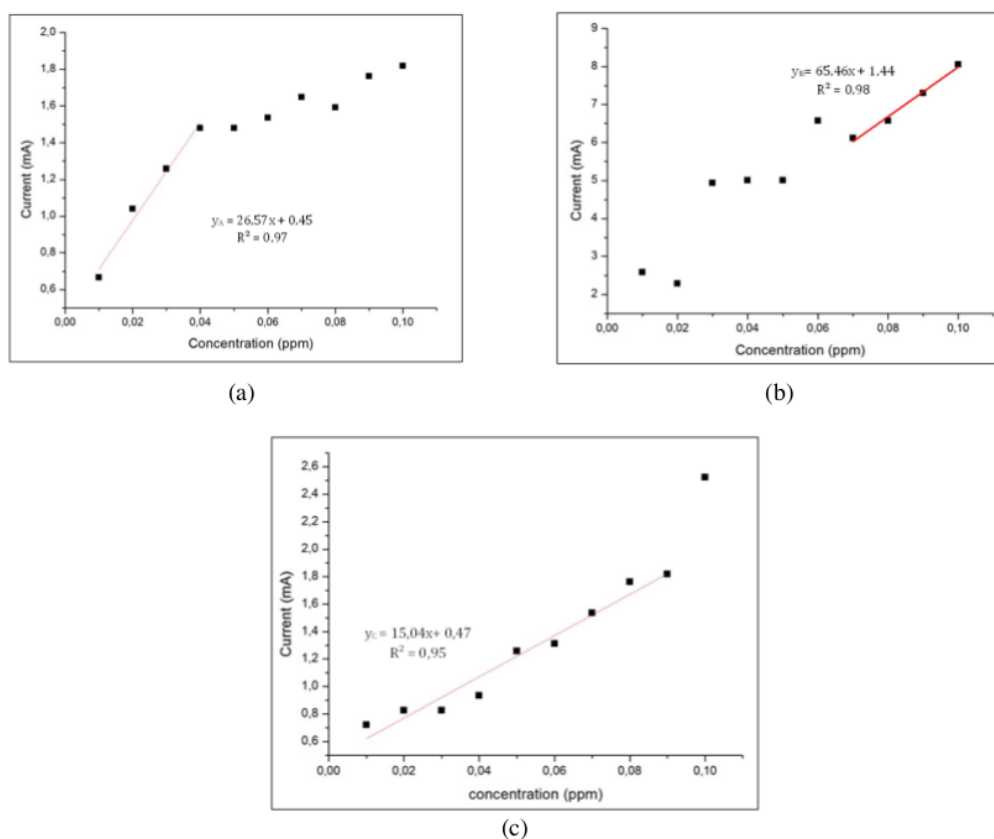 1,8
1,6
1,4
1,2
1,0
0,8
0,6
Current (mA)
y_A = 26,57x + 0.45
R² = 0.97
0,00 0,02 0,04 0,06 0,08 0,10
Concentration (ppm)
(a)
9
8
7
6
5
4
3
2
Current (mA)
y_B= 65.46x + 1.44
R² = 0.98
0,00 0,02 0,04 0,06 0,08 0,10
Concentration (ppm)
(b)
2,6
2,4
2,2
2,0
1,8
1,6
1,4
1,2
1,0
0,8
0,6
Current (mA)
y_C = 15,04x+ 0,47
R² = 0,95
0,00 0,02 0,04 0,06 0,08 0,10
concentration (ppm)
(c)